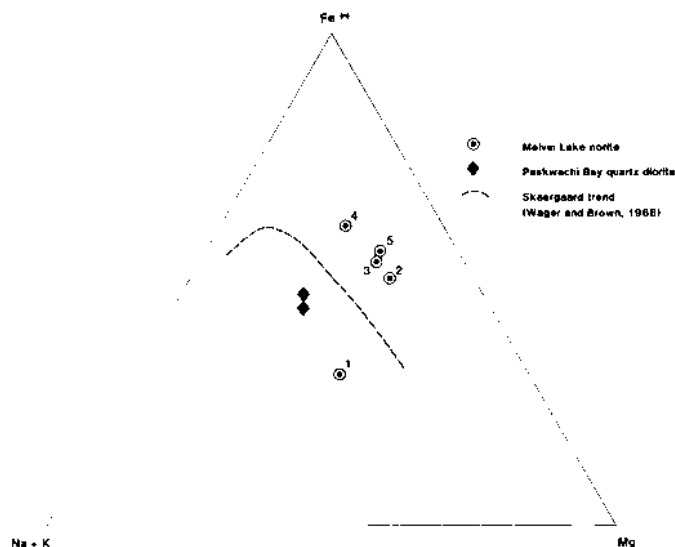 Fe **
Melvin Lake norite
Paskwachi Bay quartz diorite
Skaergaard trend
(Wager and Brown, 1968)
4
5
3
2
1
Na + K
Mg